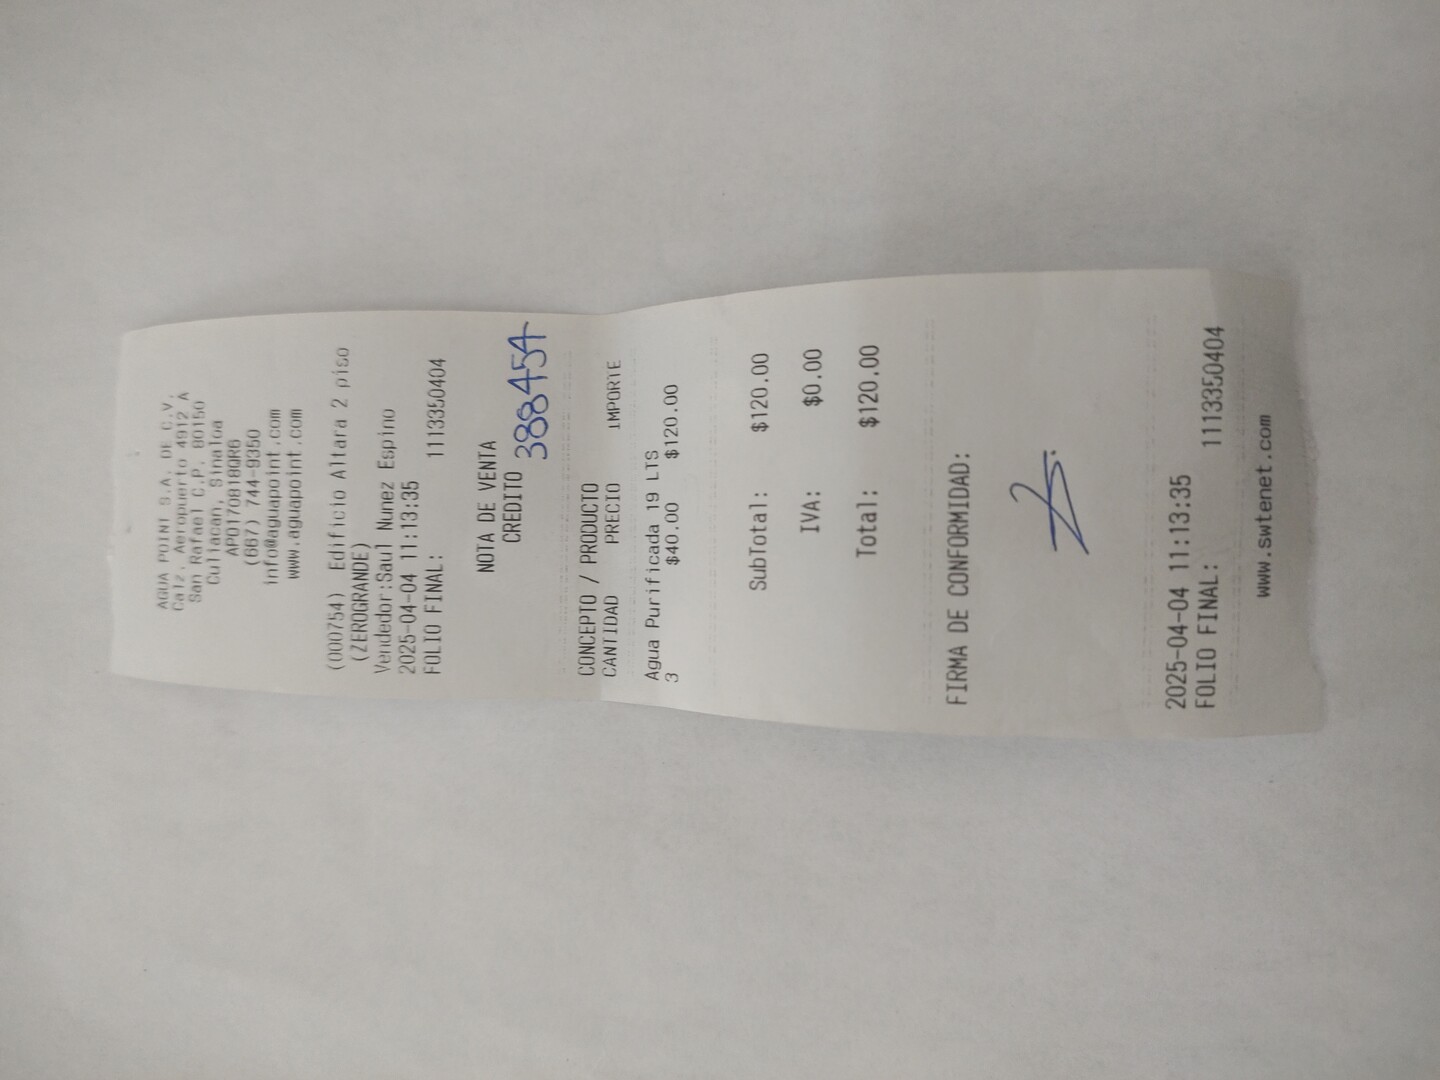 AGUA POINT S.A. DE C.V.
Calz. Aeropuerto 4912 A
San Rafael C.P. 80150
Culiacan, Sinaloa
APO170818QR6
(667) 744-9350
info@aguapoint.com
www.aguapoint.com
(000754) Edificio Altara 2 piso
(ZEROGRANDE)
Vendedor:Saul Nunez Espino
2025-04-04 11:13:35
FOLIO FINAL: 1113350404
NOTA DE VENTA
CREDITO 388454
CONCEPTO / PRODUCTO
CANTIDAD PRECIO IMPORTE
Agua Purificada 19 LTS
3 $40.00 $120.00
SubTotal: $120.00
IVA: $0.00
Total: $120.00
FIRMA DE CONFORMIDAD:
2025-04-04 11:13:35
FOLIO FINAL: 1113350404
www.swtenet.com